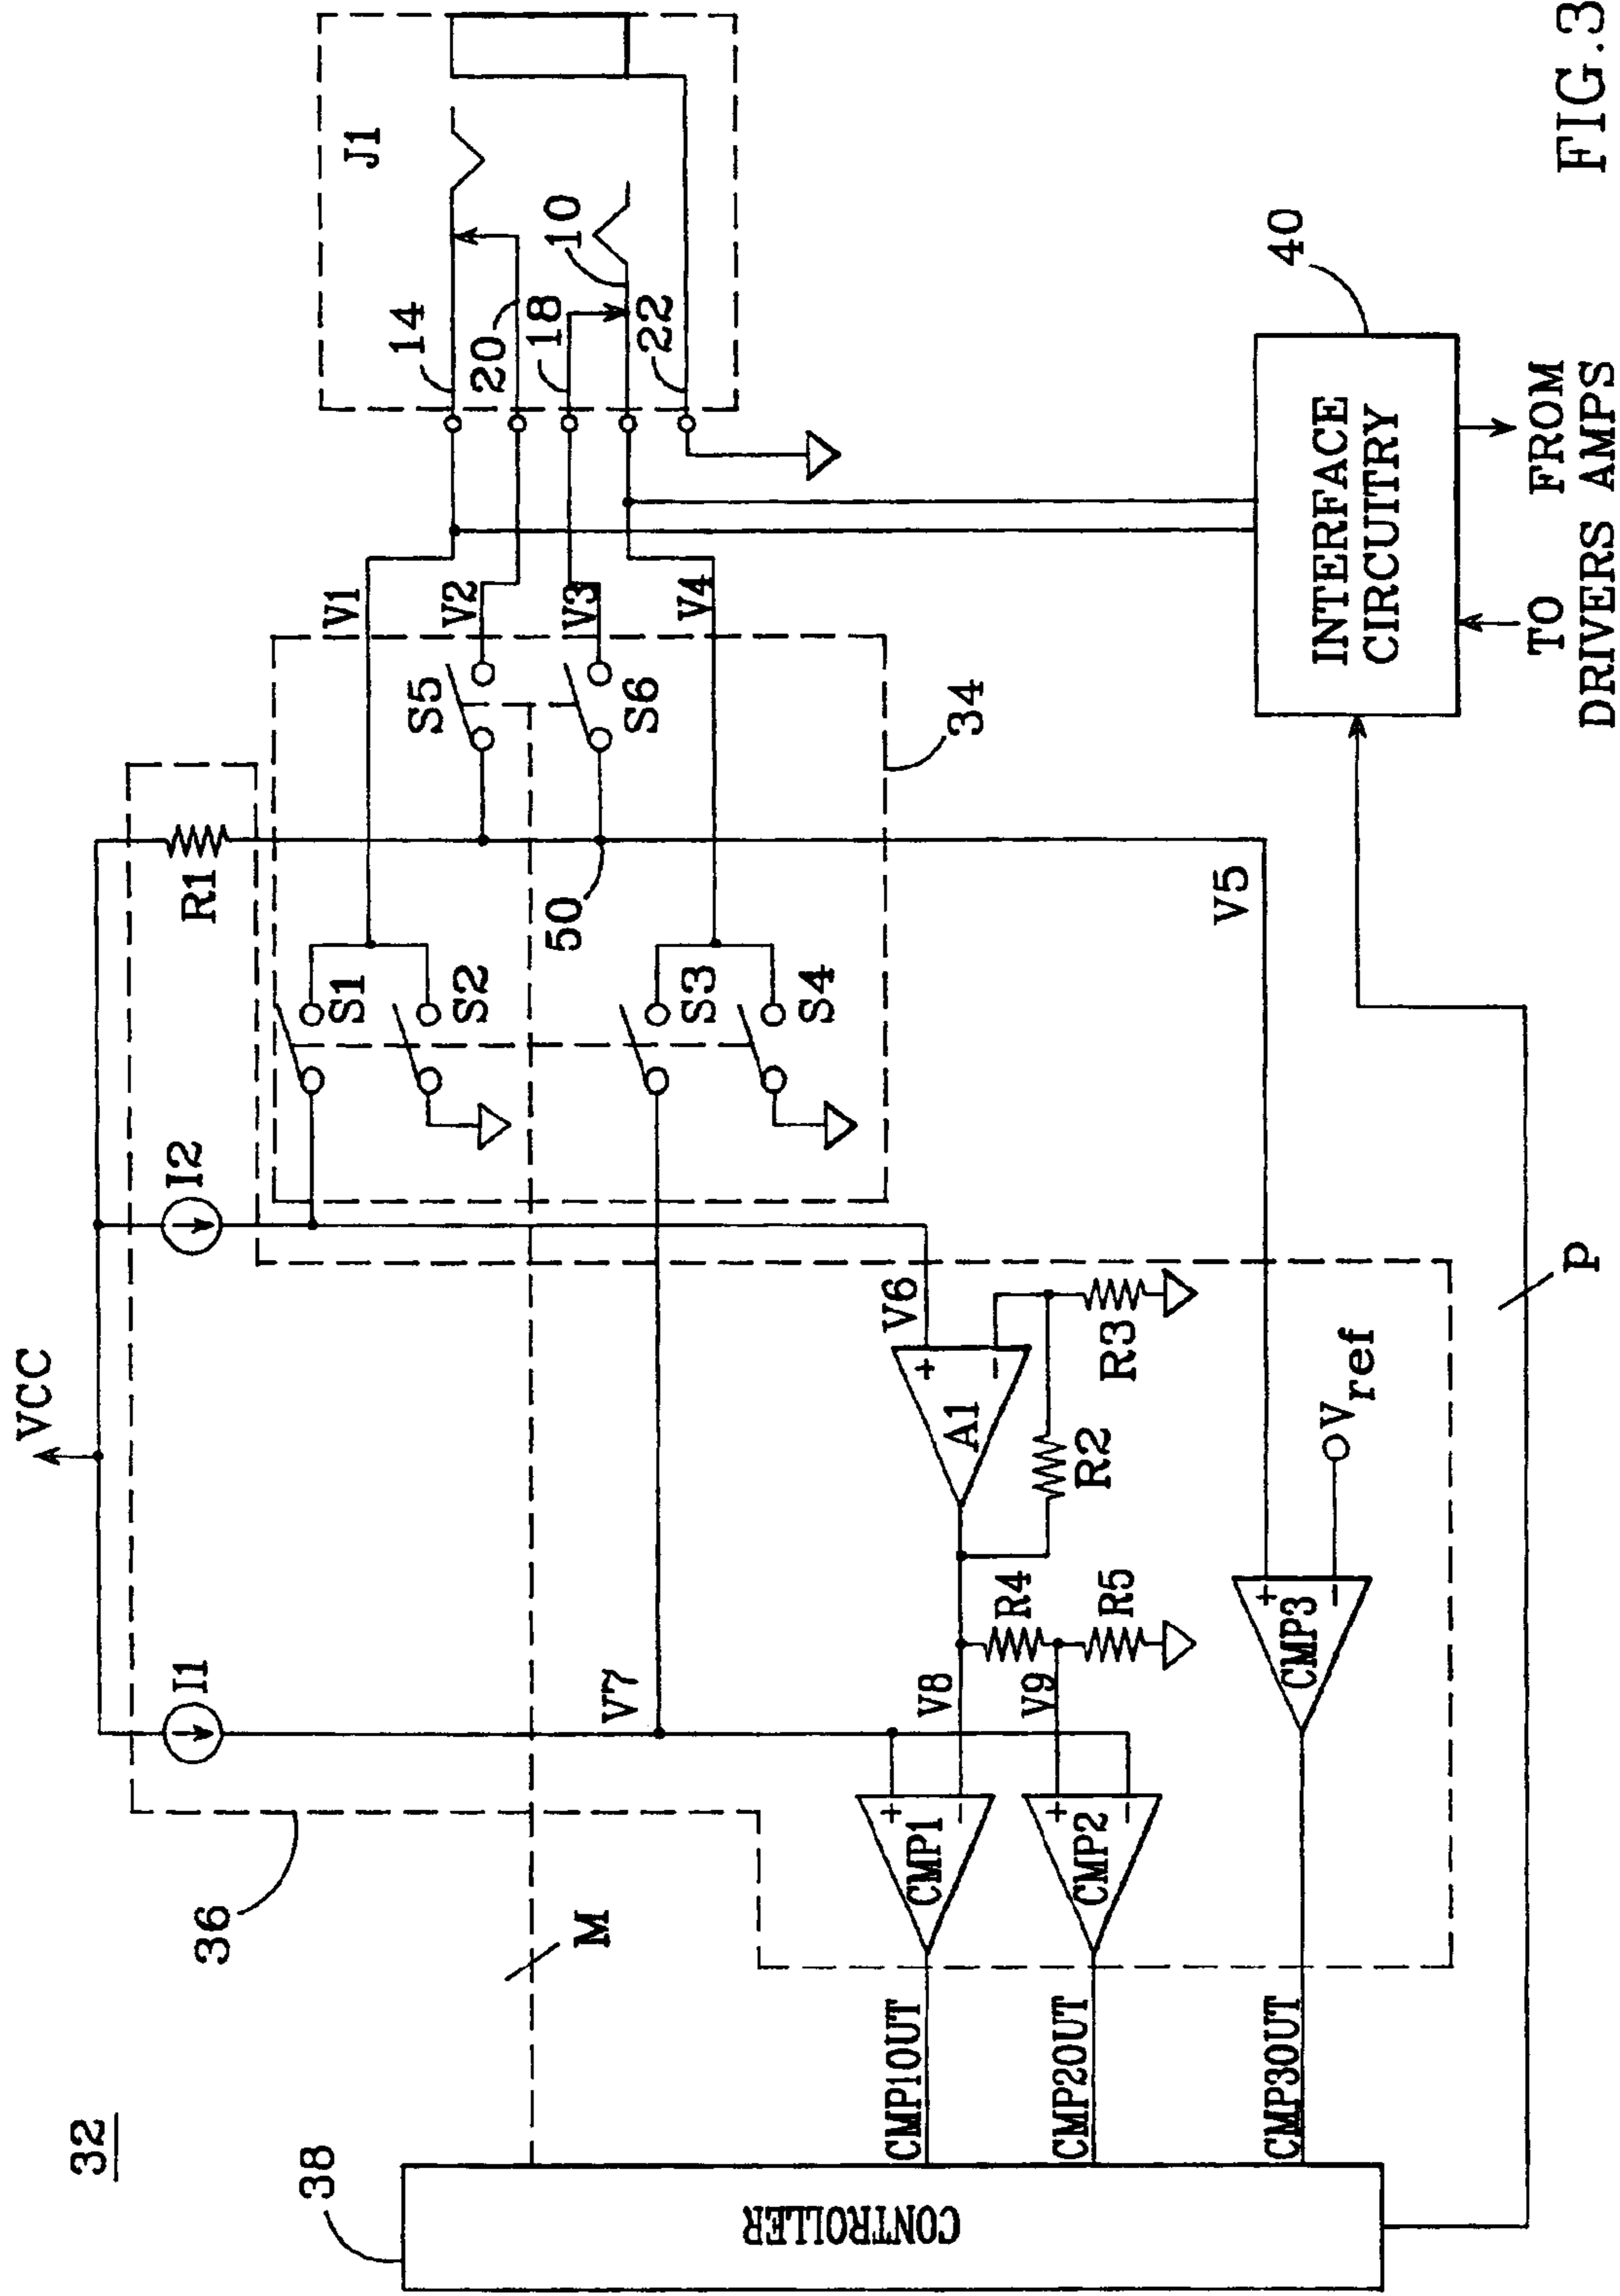 32
VCC
36
I1
I2
R1
J1
14
20
18
10
22
V1
V2
V3
V4
S5
S6
S1
S2
S3
S4
50
34
38
CONTROLLER
M
V7
V6
A1
R2
R3
V8
R4
V9
R5
+
-
CMP1
+
-
CMP2
+
-
CMP3
+
-
V5
Vref
CMP1OUT
CMP2OUT
CMP3OUT
P
40
INTERFACE
CIRCUITRY
TO FROM
DRIVERS AMPS
FIG.3